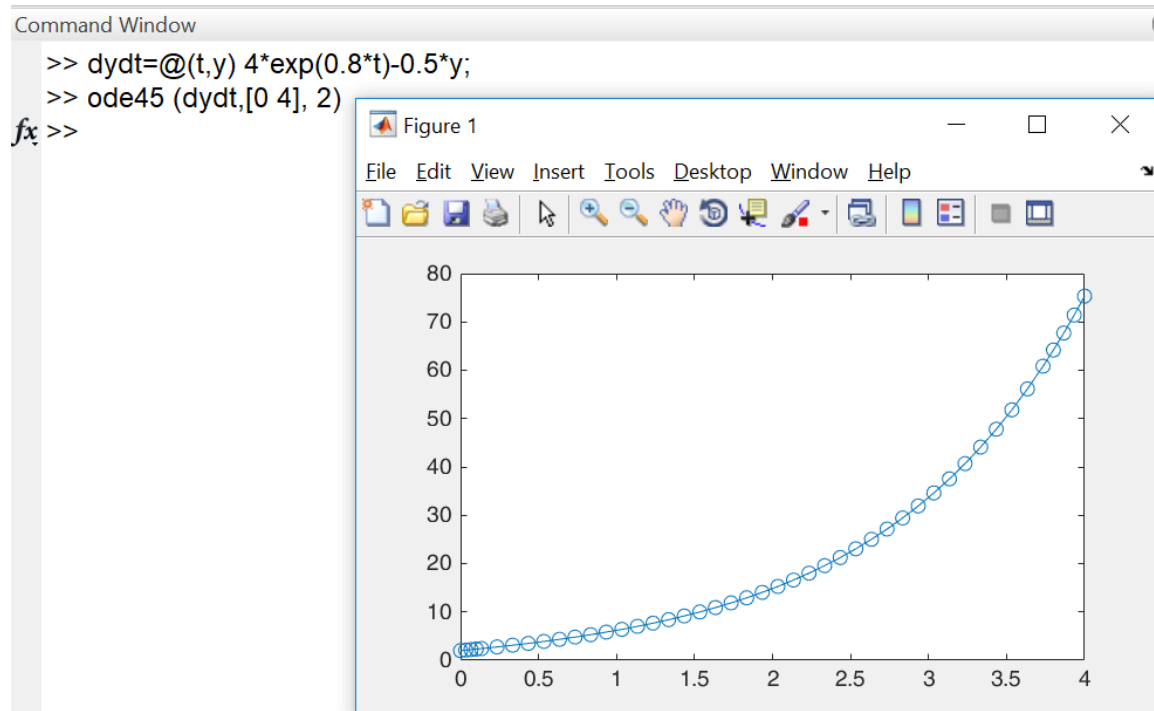 Command Window
>> dydt=@(t,y) 4*exp(0.8*t)-0.5*y;
>> ode45 (dydt,[0 4], 2)
fx >>
Figure 1
File Edit View Insert Tools Desktop Window Help
80
70
60
50
40
30
20
10
0
0 0.5 1 1.5 2 2.5 3 3.5 4